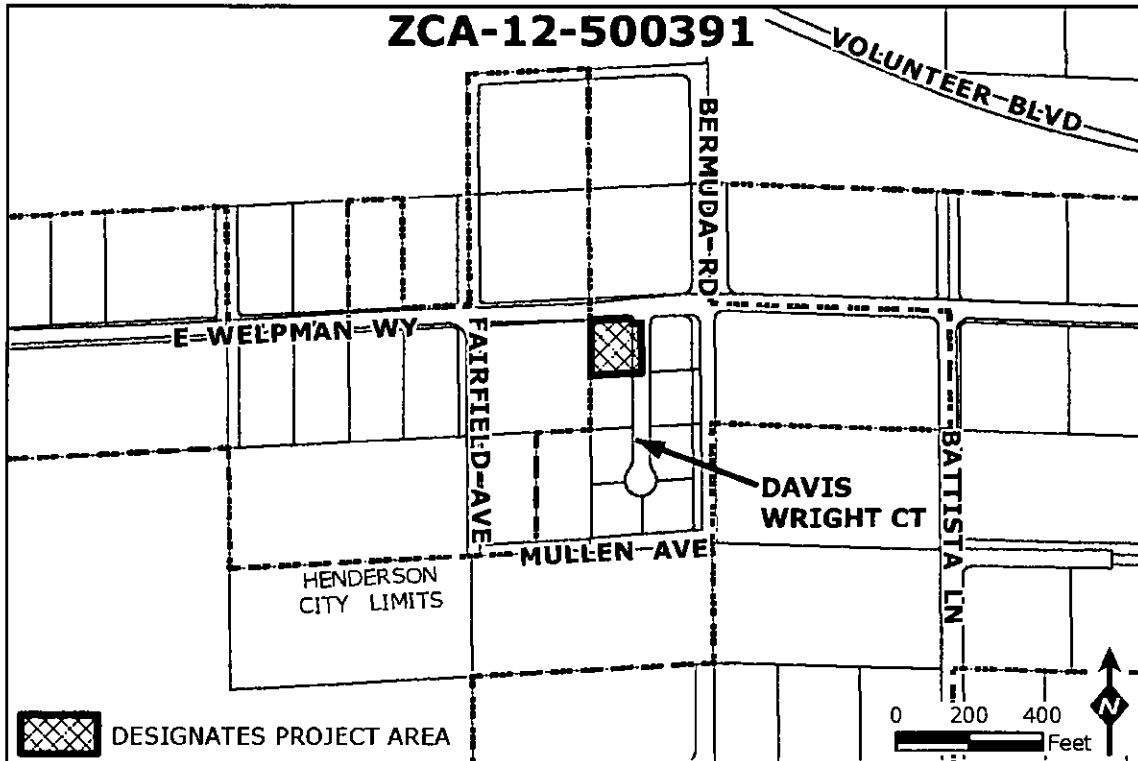 ZCA-12-500391
VOLUNTEER BLVD
BERMUDA RD
E WELPMAN WY
FAIRFIELD AVE
DAVIS
WRIGHT CT
BATTISTA LN
MULLEN AVE
HENDERSON
CITY LIMITS
DESIGNATES PROJECT AREA
0 200 400
Feet
N